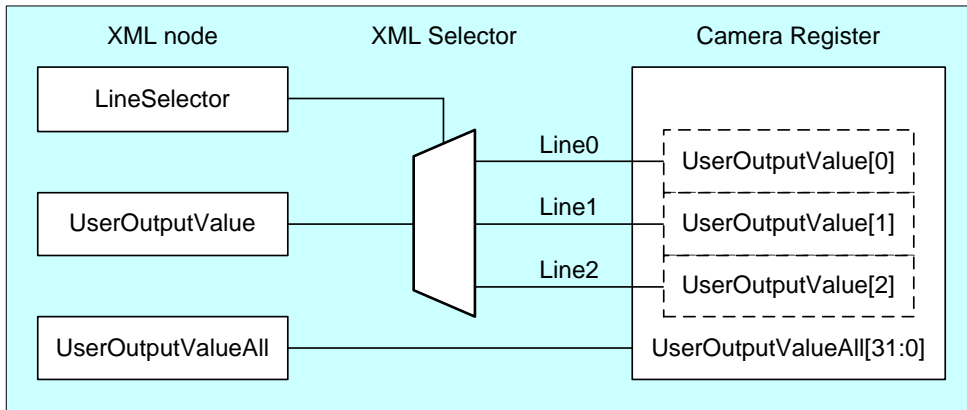 XML node
XML Selector
Camera Register
LineSelector
Line0
UserOutputValue[0]
UserOutputValue
Line1
UserOutputValue[1]
Line2
UserOutputValue[2]
UserOutputValueAll
UserOutputValueAll[31:0]